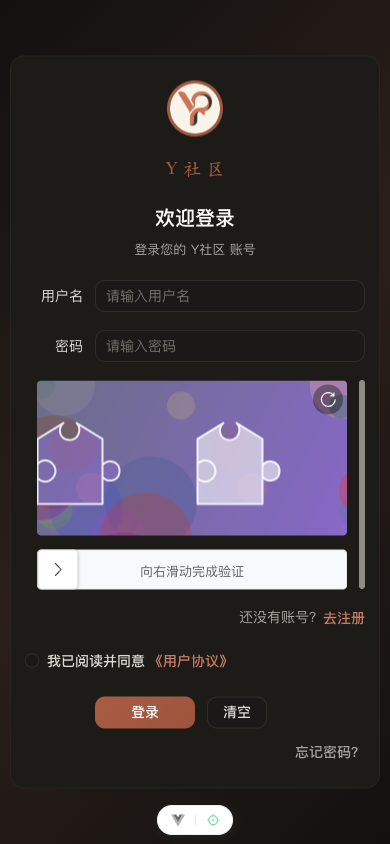 Y社区
欢迎登录
登录您的 Y社区 账号
用户名 请输入用户名
密码 请输入密码
向右滑动完成验证
还没有账号? 去注册
我已阅读并同意 《用户协议》
登录 清空
忘记密码?